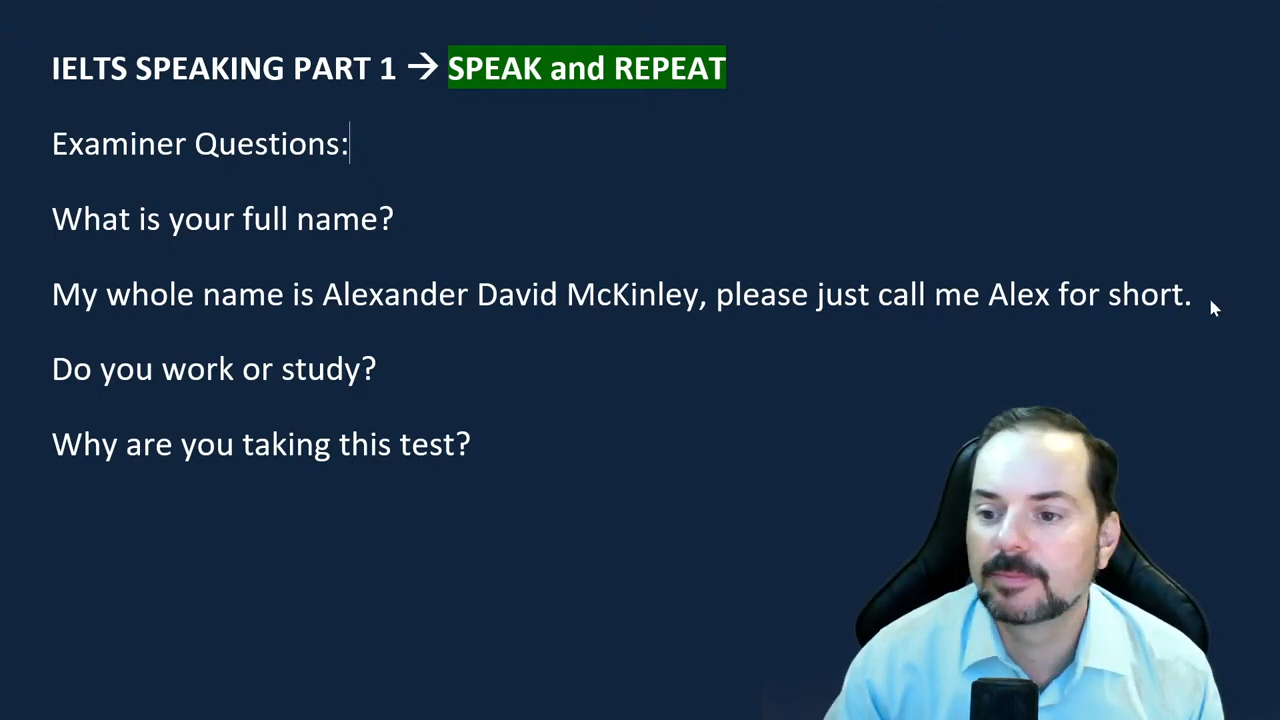 IELTS SPEAKING PART 1 → SPEAK and REPEAT
Examiner Questions:
What is your full name?
My whole name is Alexander David McKinley, please just call me Alex for short.
Do you work or study?
Why are you taking this test?